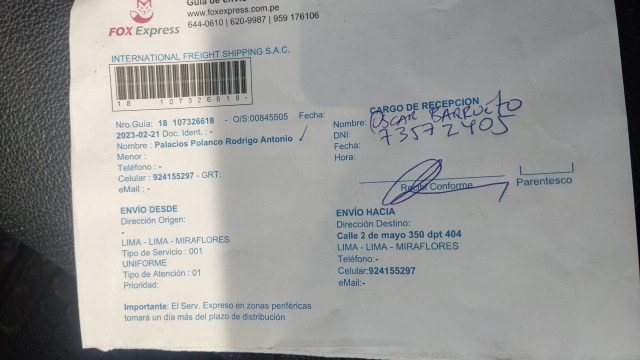 Guía de
www.foxexpress.com.pe
644-0610 | 620-9987 | 959 176106
FOX Express
INTERNATIONAL FREIGHT SHIPPING S.A.C.
18 107326618-
Nro.Guía: 18 107326618 - O/S:00845505 Fecha:
2023-02-21 Doc. Ident.: -
Nombre : Palacios Polanco Rodrigo Antonio
Menor :
Teléfono : -
Celular : 924155297 - GRT:
eMail : -
CARGO DE RECEPCION
Nombre: OSCAR BARRUETO
DNI: 73572405
Fecha:
Hora:
Recibí Conforme
Parentesco
ENVÍO DESDE
Dirección Origen:
-
LIMA - LIMA - MIRAFLORES
Tipo de Servicio : 001
UNIFORME
Tipo de Atención : 01
Prioridad:
ENVÍO HACIA
Dirección Destino:
Calle 2 de mayo 350 dpt 404
LIMA - LIMA - MIRAFLORES
Teléfono:-
Celular:924155297
eMail:-
Importante: El Serv. Expreso en zonas periféricas
tomará un día más del plazo de distribución